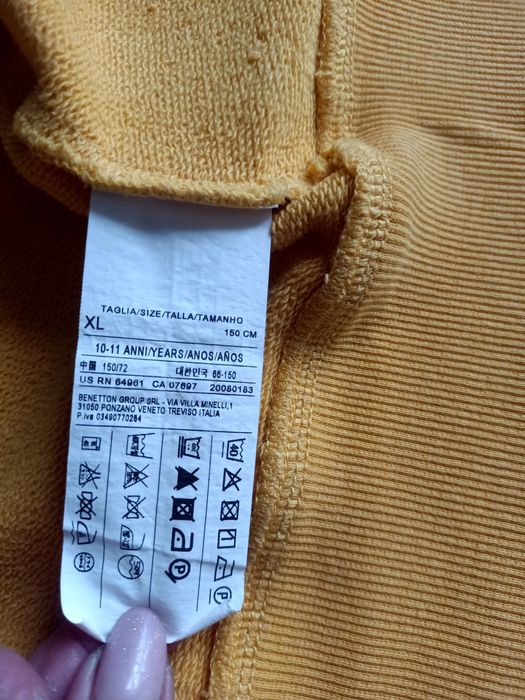 TAGLIA/SIZE/TALLA/TAMANHO
XL
150 CM
10-11 ANNI/YEARS/ANOS/AÑOS
中国 150/72 대한민국 66-150
US RN 64961 CA 07697 20080183
BENETTON GROUP SRL - VIA VILLA MINELLI,1
31050 PONZANO VENETO TREVISO ITALIA
P.iva 03490770264
40
P
P